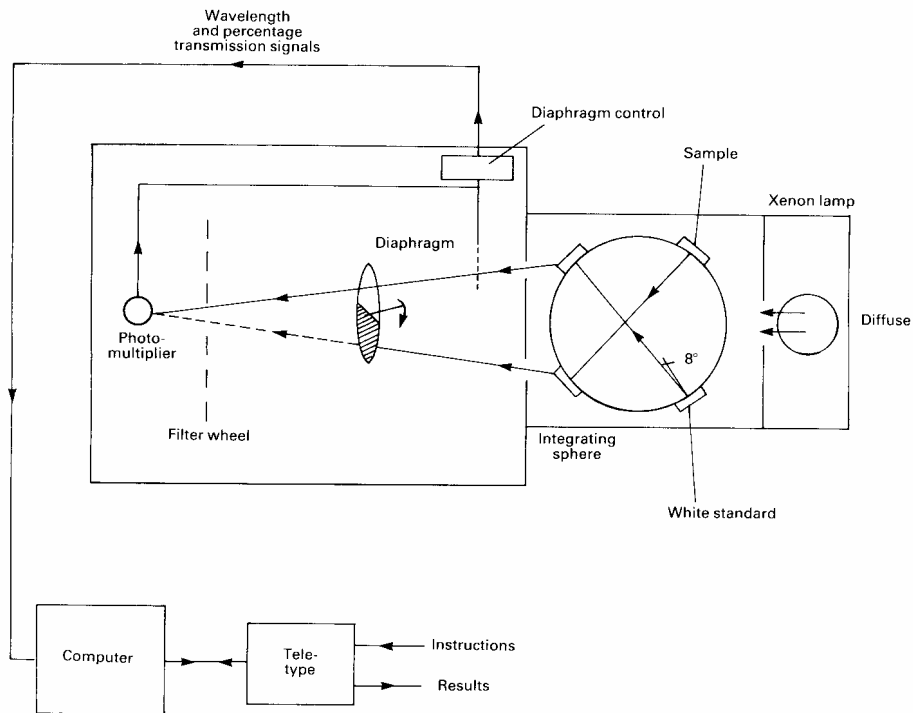 Wavelength
and percentage
transmission signals
Diaphragm control
Sample
Xenon lamp
Diaphragm
Diffuse
Photo-
multiplier
8°
Filter wheel
Integrating
sphere
White standard
Computer
Tele-
type
Instructions
Results